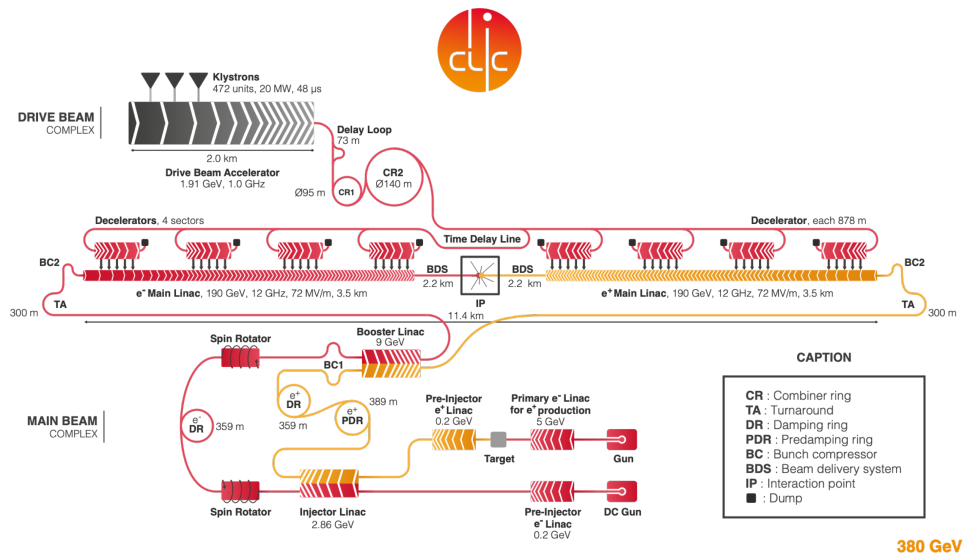 clic
Klystrons
472 units, 20 MW, 48 µs
DRIVE BEAM
COMPLEX
2.0 km
Drive Beam Accelerator
1.91 GeV, 1.0 GHz
Delay Loop
73 m
CR2
Ø140 m
Ø95 m
CR1
Decelerators, 4 sectors
Decelerator, each 878 m
Time Delay Line
BC2
BDS
2.2 km
BDS
2.2 km
BC2
e⁻ Main Linac, 190 GeV, 12 GHz, 72 MV/m, 3.5 km
IP
e⁺ Main Linac, 190 GeV, 12 GHz, 72 MV/m, 3.5 km
TA
300 m
TA
300 m
11.4 km
Spin Rotator
Booster Linac
9 GeV
BC1
MAIN BEAM
COMPLEX
e⁻
DR
359 m
e⁺
DR
359 m
e⁺
PDR
389 m
Pre-Injector
e⁺ Linac
0.2 GeV
Primary e⁻ Linac
for e⁺ production
5 GeV
Target
Gun
Spin Rotator
Injector Linac
2.86 GeV
Pre-Injector
e⁻ Linac
0.2 GeV
DC Gun
CAPTION
CR : Combiner ring
TA : Turnaround
DR : Damping ring
PDR : Predamping ring
BC : Bunch compressor
BDS : Beam delivery system
IP : Interaction point
: Dump
380 GeV